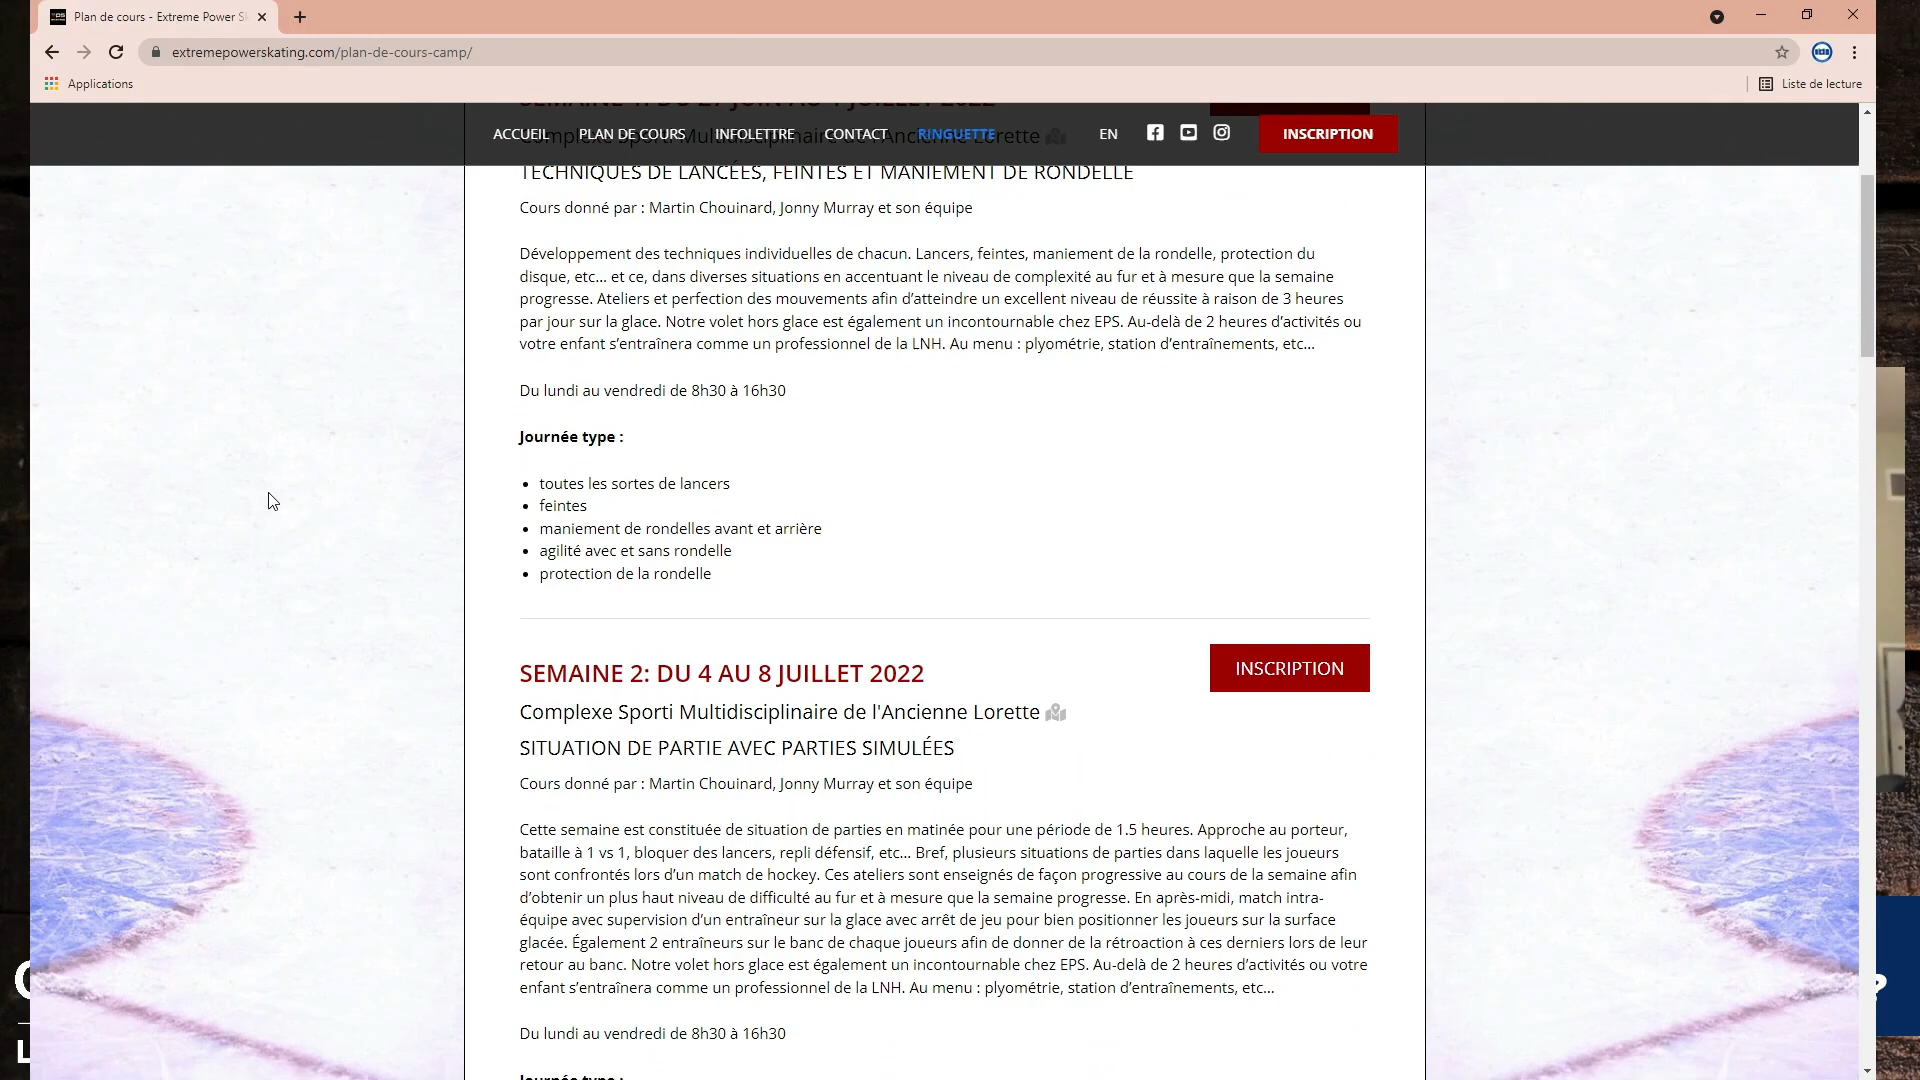 Plan de cours - Extreme Power S
extremepowerskating.com/plan-de-cours-camp/
Applications
Liste de lecture
ACCUEIL PLAN DE COURS INFOLETTRE CONTACT RINGUETTE EN INSCRIPTION
SEMAINE 1: DU 27 JUIN AU 1 JUILLET 2022
Complexe Sporti Multidisciplinaire de l'Ancienne Lorette
TECHNIQUES DE LANCÉES, FEINTES ET MANIEMENT DE RONDELLE
Cours donné par : Martin Chouinard, Jonny Murray et son équipe
Développement des techniques individuelles de chacun. Lancers, feintes, maniement de la rondelle, protection du
disque, etc... et ce, dans diverses situations en accentuant le niveau de complexité au fur et à mesure que la semaine
progresse. Ateliers et perfection des mouvements afin d’atteindre un excellent niveau de réussite à raison de 3 heures
par jour sur la glace. Notre volet hors glace est également un incontournable chez EPS. Au-delà de 2 heures d’activités ou
votre enfant s’entraînera comme un professionnel de la LNH. Au menu : plyométrie, station d’entraînements, etc...
Du lundi au vendredi de 8h30 à 16h30
Journée type :
• toutes les sortes de lancers
• feintes
• maniement de rondelles avant et arrière
• agilité avec et sans rondelle
• protection de la rondelle
SEMAINE 2: DU 4 AU 8 JUILLET 2022
INSCRIPTION
Complexe Sporti Multidisciplinaire de l'Ancienne Lorette
SITUATION DE PARTIE AVEC PARTIES SIMULÉES
Cours donné par : Martin Chouinard, Jonny Murray et son équipe
Cette semaine est constituée de situation de parties en matinée pour une période de 1.5 heures. Approche au porteur,
bataille à 1 vs 1, bloquer des lancers, repli défensif, etc... Bref, plusieurs situations de parties dans laquelle les joueurs
sont confrontés lors d’un match de hockey. Ces ateliers sont enseignés de façon progressive au cours de la semaine afin
d’obtenir un plus haut niveau de difficulté au fur et à mesure que la semaine progresse. En après-midi, match intra-
équipe avec supervision d’un entraîneur sur la glace avec arrêt de jeu pour bien positionner les joueurs sur la surface
glacée. Également 2 entraîneurs sur le banc de chaque joueurs afin de donner de la rétroaction à ces derniers lors de leur
retour au banc. Notre volet hors glace est également un incontournable chez EPS. Au-delà de 2 heures d’activités ou votre
enfant s’entraînera comme un professionnel de la LNH. Au menu : plyométrie, station d’entraînements, etc...
Du lundi au vendredi de 8h30 à 16h30
Journée type :
?